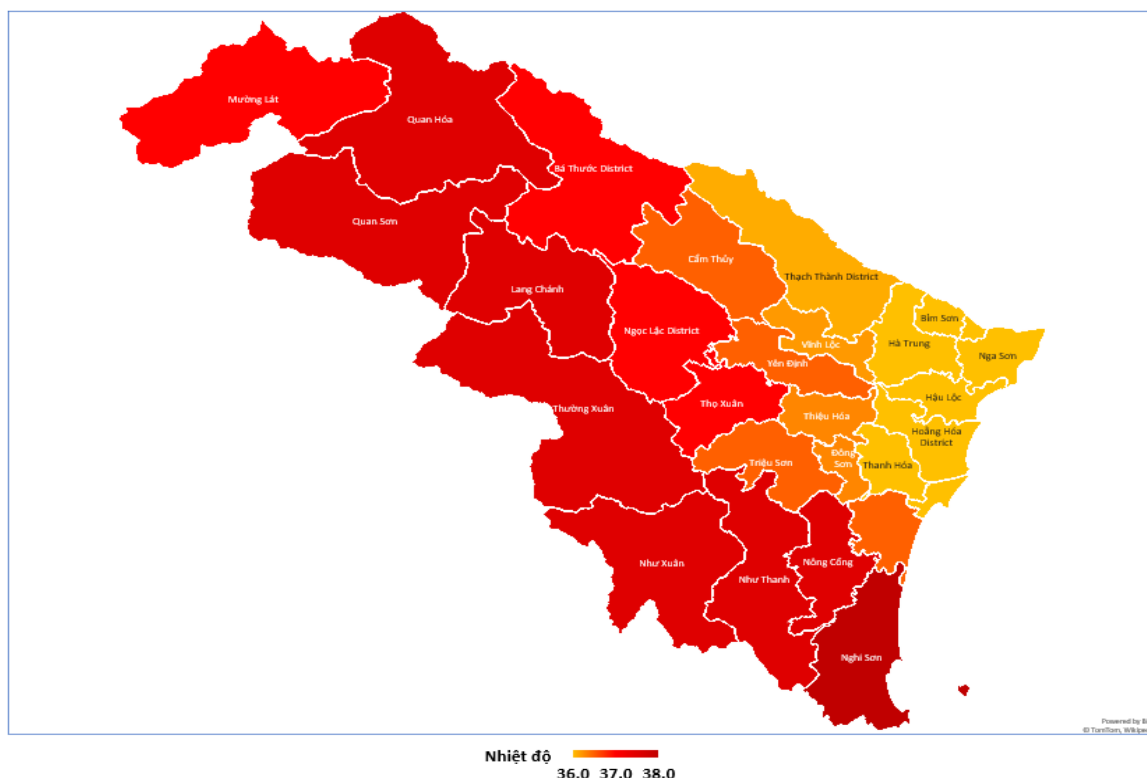 Mường Lát
Quan Hóa
Bá Thước District
Quan Sơn
Cẩm Thủy
Thạch Thành District
Lang Chánh
Bỉm Sơn
Ngọc Lặc District
Vĩnh Lộc
Hà Trung
Nga Sơn
Yên Định
Hậu Lộc
Thọ Xuân
Thường Xuân
Thiệu Hóa
Hoằng Hóa
District
Đông
Sơn
Triệu Sơn
Thanh Hóa
Như Xuân
Nông Cống
Như Thanh
Nghi Sơn
Powered by B
© TomTom, Wikipe
Nhiệt độ
36.0 37.0 38.0